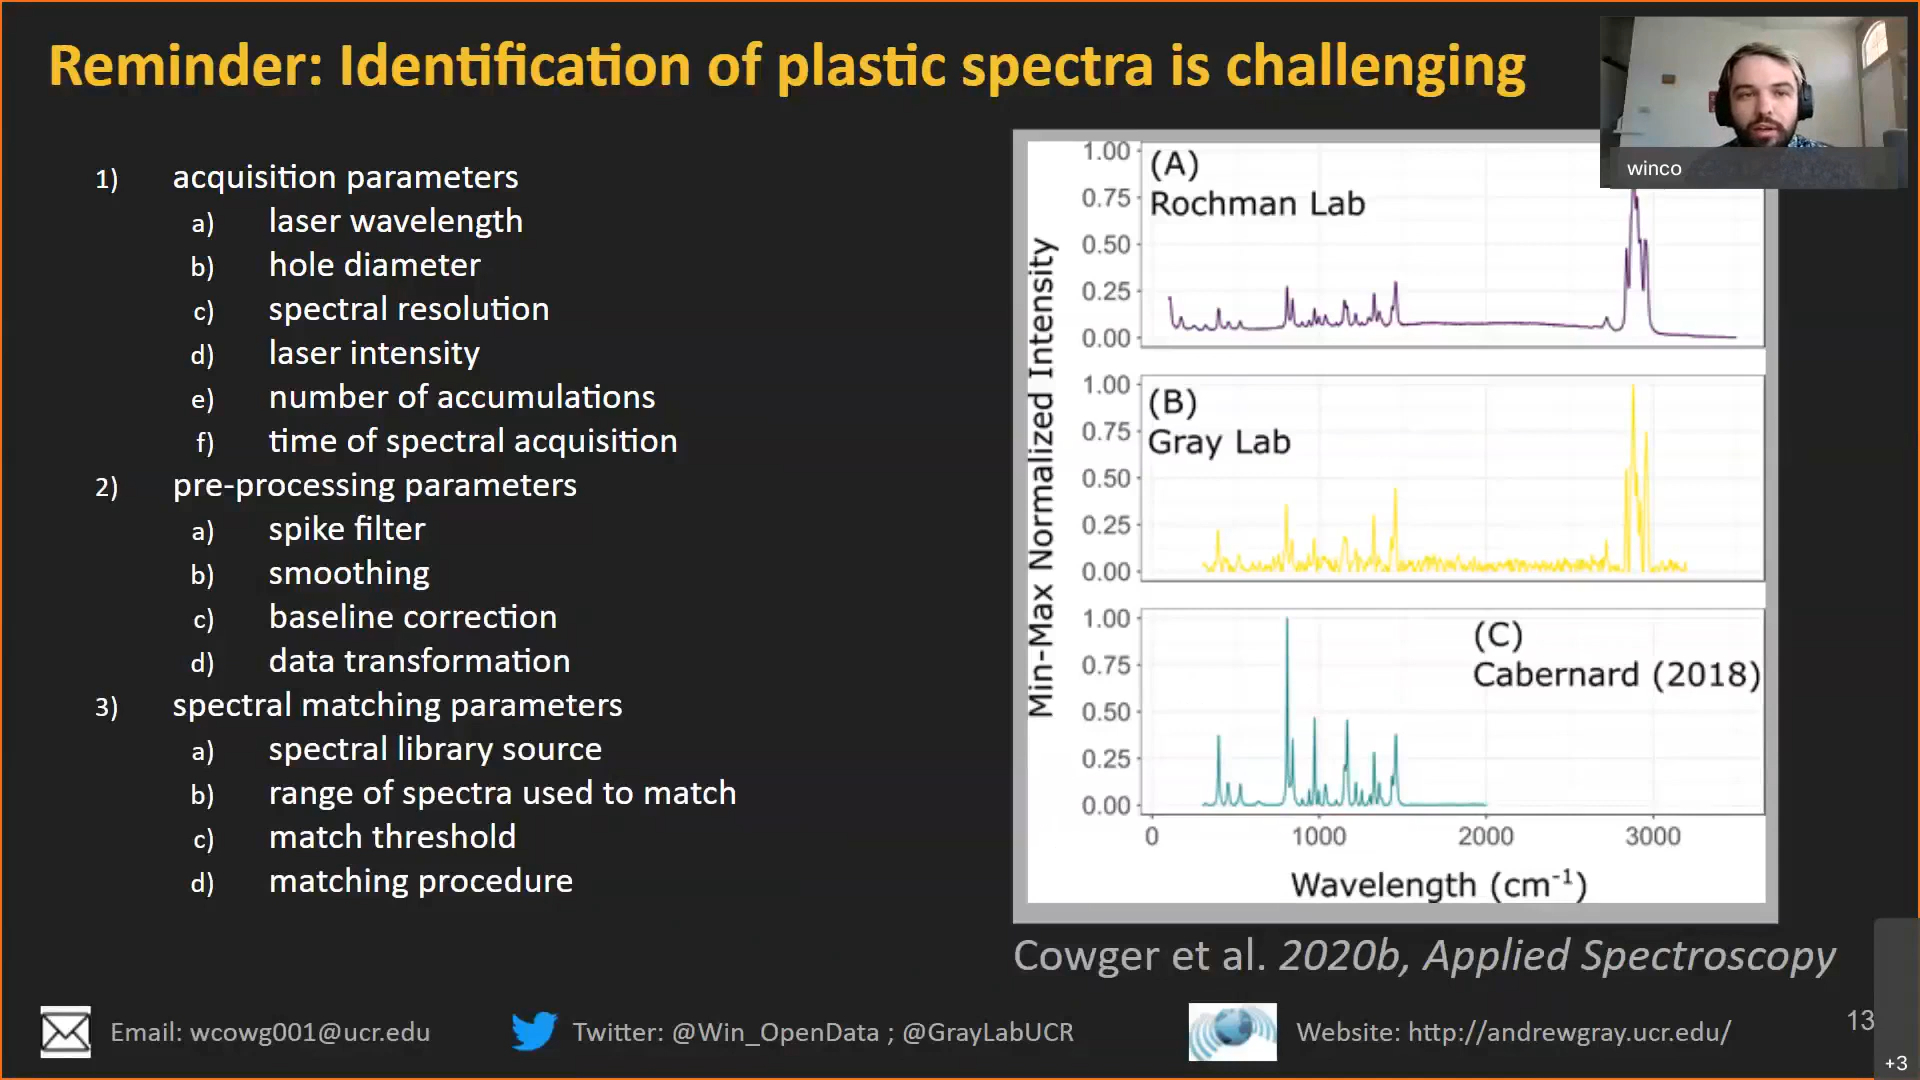 Reminder: Identification of plastic spectra is challenging
winco
1) acquisition parameters
a) laser wavelength
b) hole diameter
c) spectral resolution
d) laser intensity
e) number of accumulations
f) time of spectral acquisition
2) pre-processing parameters
a) spike filter
b) smoothing
c) baseline correction
d) data transformation
3) spectral matching parameters
a) spectral library source
b) range of spectra used to match
c) match threshold
d) matching procedure
Min-Max Normalized Intensity
1.00
0.75
0.50
0.25
0.00
(A)
Rochman Lab
1.00
0.75
0.50
0.25
0.00
(B)
Gray Lab
1.00
0.75
0.50
0.25
0.00
(C)
Cabernard (2018)
0 1000 2000 3000
Wavelength (cm⁻¹)
Cowger et al. 2020b, Applied Spectroscopy
Email: wcowg001@ucr.edu
Twitter: @Win_OpenData ; @GrayLabUCR
Website: http://andrewgray.ucr.edu/
13
+3